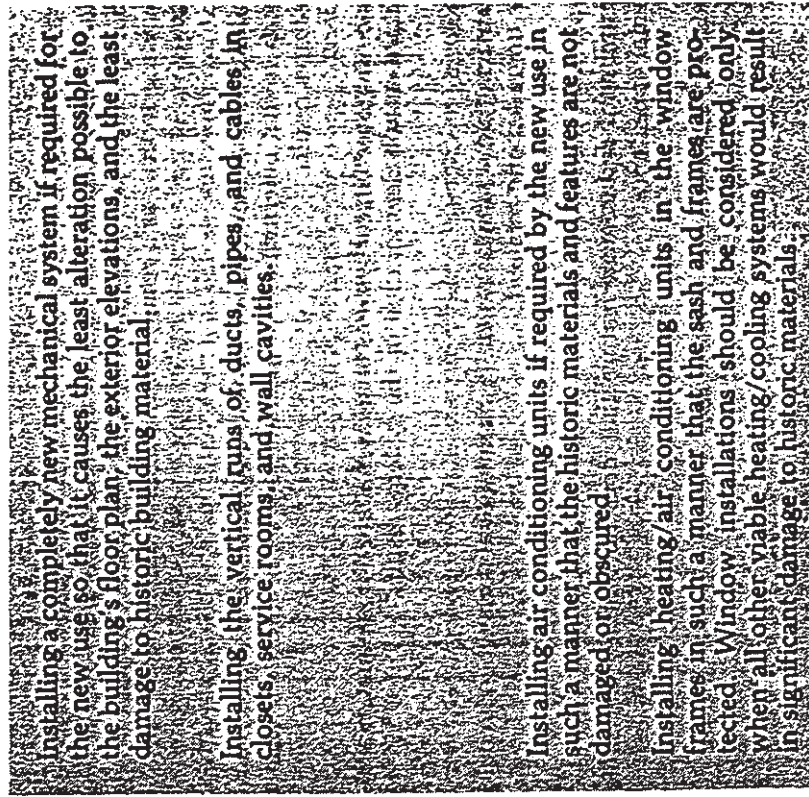 Installing a completely new mechanical system if required for
the new use so that it causes the least alteration possible to
the building's floor plan, the exterior elevations, and the least
damage to historic building material.
Installing the vertical runs of ducts, pipes, and cables in
closets, service rooms, and wall cavities.
Installing air conditioning units if required by the new use in
such a manner that the historic materials and features are not
damaged or obscured.
Installing heating/air conditioning units in the window
frames in such a manner that the sash and frames are pro-
tected. Window installations should be considered only
when all other viable heating/cooling systems would result
in significant damage to historic materials.